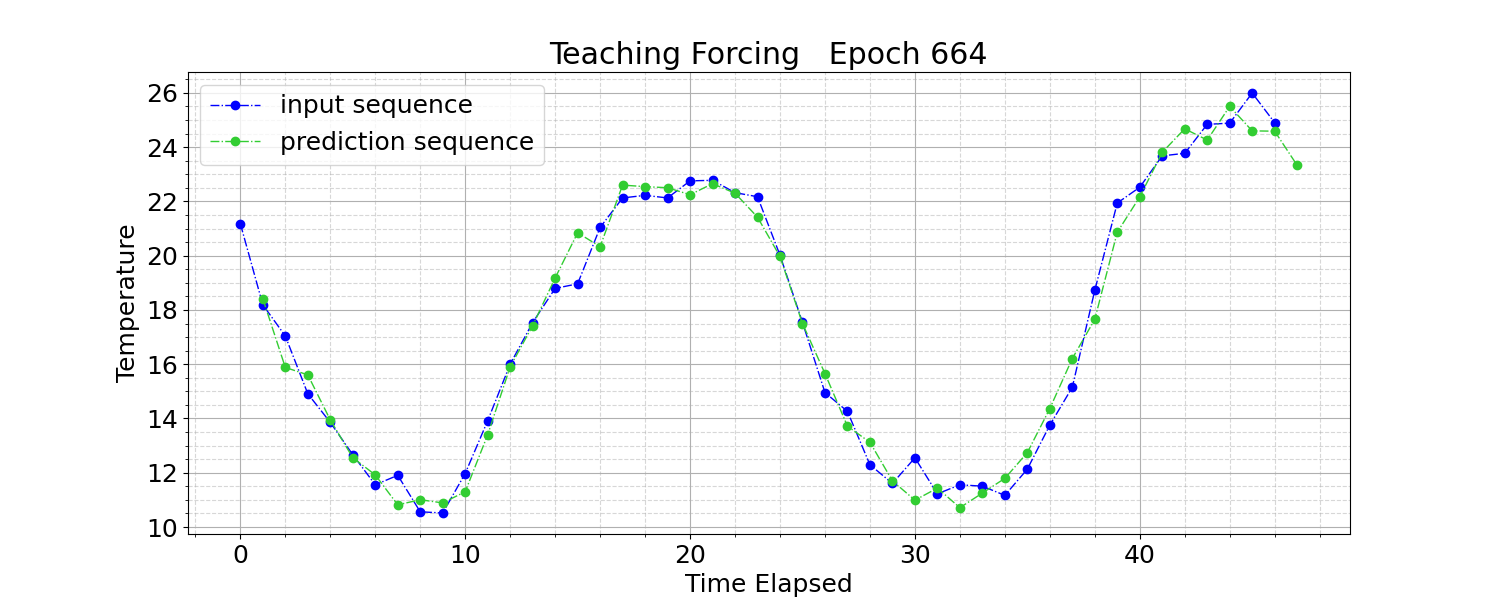 Teaching Forcing   Epoch 664
input sequence
prediction sequence
26
24
22
20
18
16
14
12
10
Temperature
0 10 20 30 40
Time Elapsed